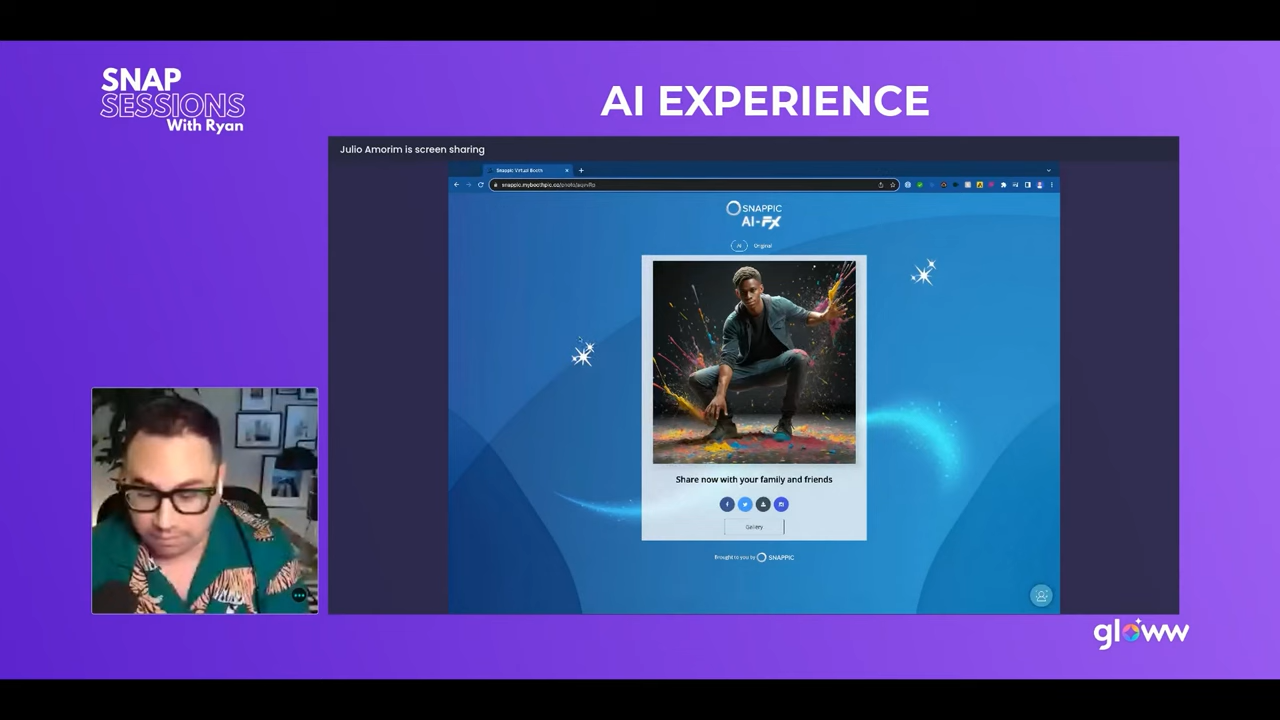 SNAP
SESSIONS
With Ryan
AI EXPERIENCE
Julio Amorim is screen sharing
Snappic Virtual Booth
SNAPPIC
AI-FX
AI Original
Share now with your family and friends
Gallery
Brought to you by SNAPPIC
gloww